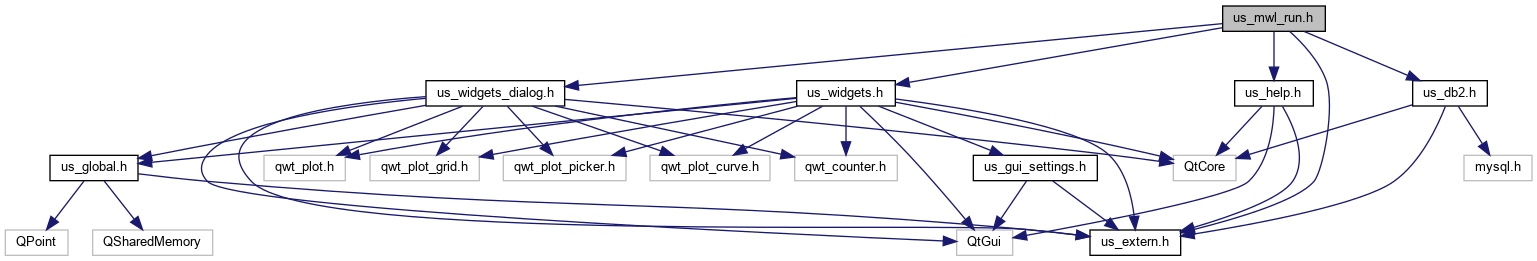 us_mwl_run.h
us_widgets_dialog.h
us_widgets.h
us_help.h
us_db2.h
us_global.h
qwt_plot.h
qwt_plot_grid.h
qwt_plot_picker.h
qwt_plot_curve.h
qwt_counter.h
us_gui_settings.h
QtCore
mysql.h
QPoint
QSharedMemory
QtGui
us_extern.h